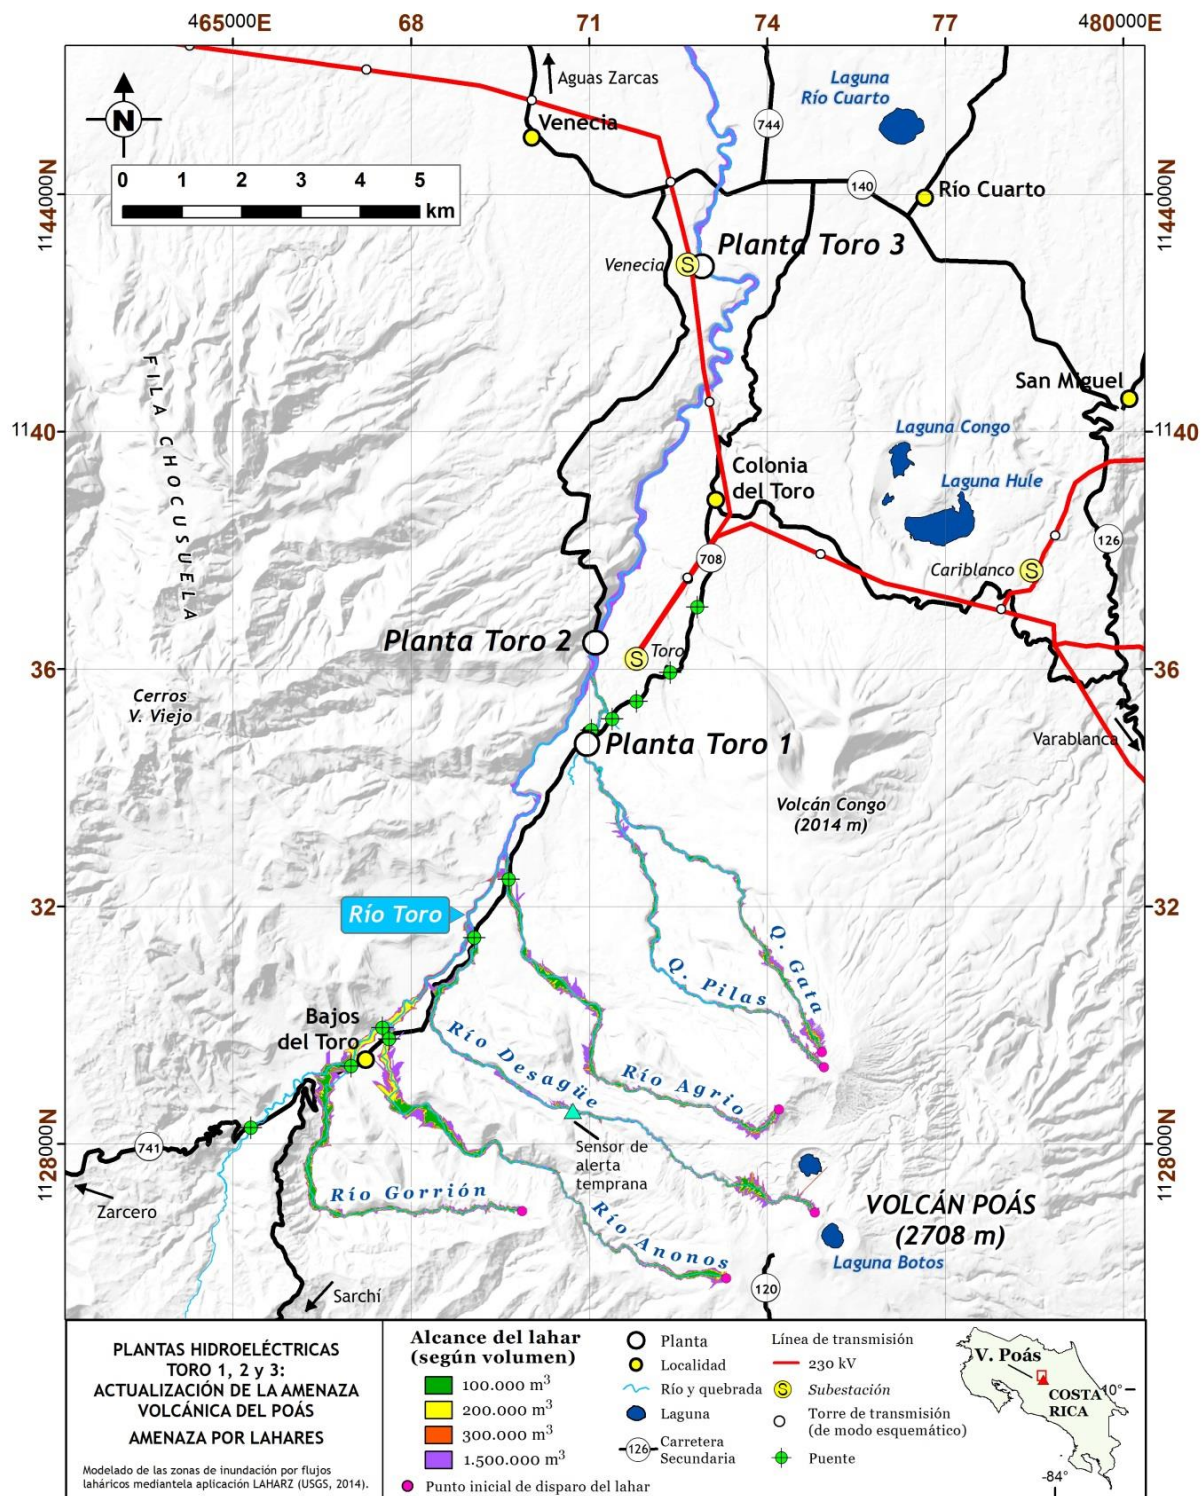 465000E
68
71
74
77
480000E
Aguas Zarcas
Laguna
Río Cuarto
N
Venecia
744
0 1 2 3 4 5
km
1144000N
140
Río Cuarto
1144000N
Planta Toro 3
Venecia
S
FILA CHOCUSUELA
San Miguel
1140
Laguna Congo
1140
Colonia
del Toro
Laguna Hule
126
708
Cariblanco
S
Planta Toro 2
Toro
S
36
36
Cerros
V. Viejo
Planta Toro 1
Varablanca
Volcán Congo
(2014 m)
32
Río Toro
32
Q. Gata
Q. Pilas
Bajos
del Toro
Río Desagüe
Río Agrio
741
Sensor de
alerta
temprana
1128000N
1128000N
Zarcero
Río Gorrión
VOLCÁN POÁS
(2708 m)
Río Anonos
Laguna Botos
Sarchí
120
PLANTAS HIDROELÉCTRICAS
TORO 1, 2 y 3:
ACTUALIZACIÓN DE LA AMENAZA
VOLCÁNICA DEL POÁS
AMENAZA POR LAHARES
Modelado de las zonas de inundación por flujos
laháricos mediantela aplicación LAHARZ (USGS, 2014).
Alcance del lahar
(según volumen)
100.000 m³
200.000 m³
300.000 m³
1.500.000 m³
Punto inicial de disparo del lahar
Planta
Localidad
Río y quebrada
Laguna
126
Carretera
Secundaria
Línea de transmisión
230 kV
S
Subestación
Torre de transmisión
(de modo esquemático)
Puente
V. Poás
COSTA
RICA
10°
-84°